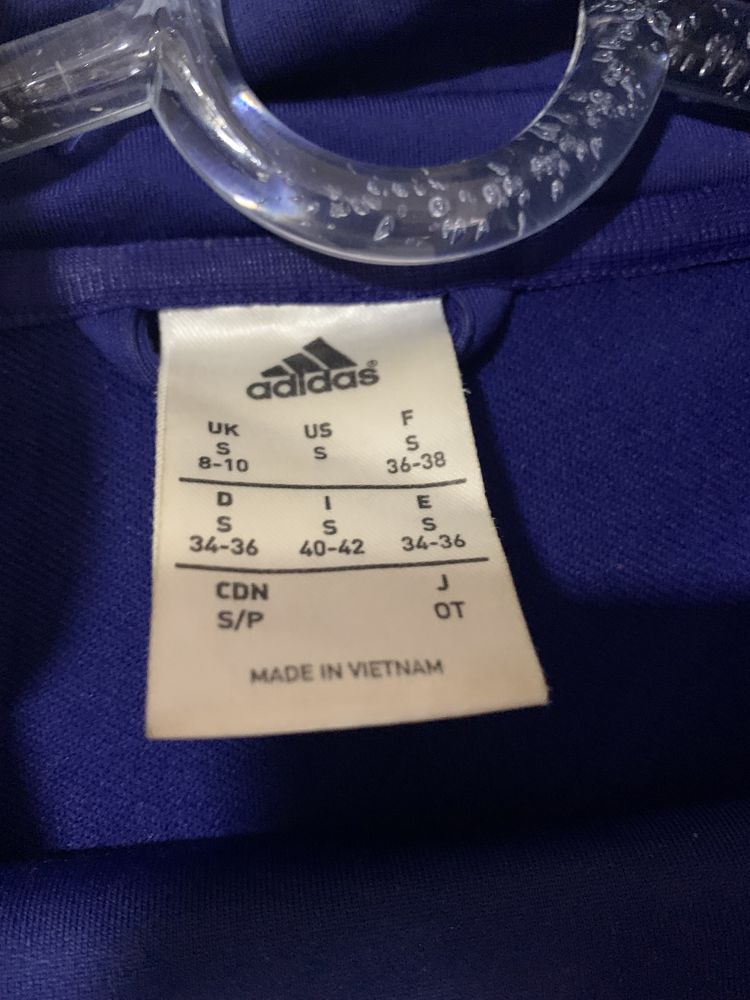 adidas®
UK US F
S S S
8-10 36-38
D I E
S S S
34-36 40-42 34-36
CDN J
S/P OT
MADE IN VIETNAM